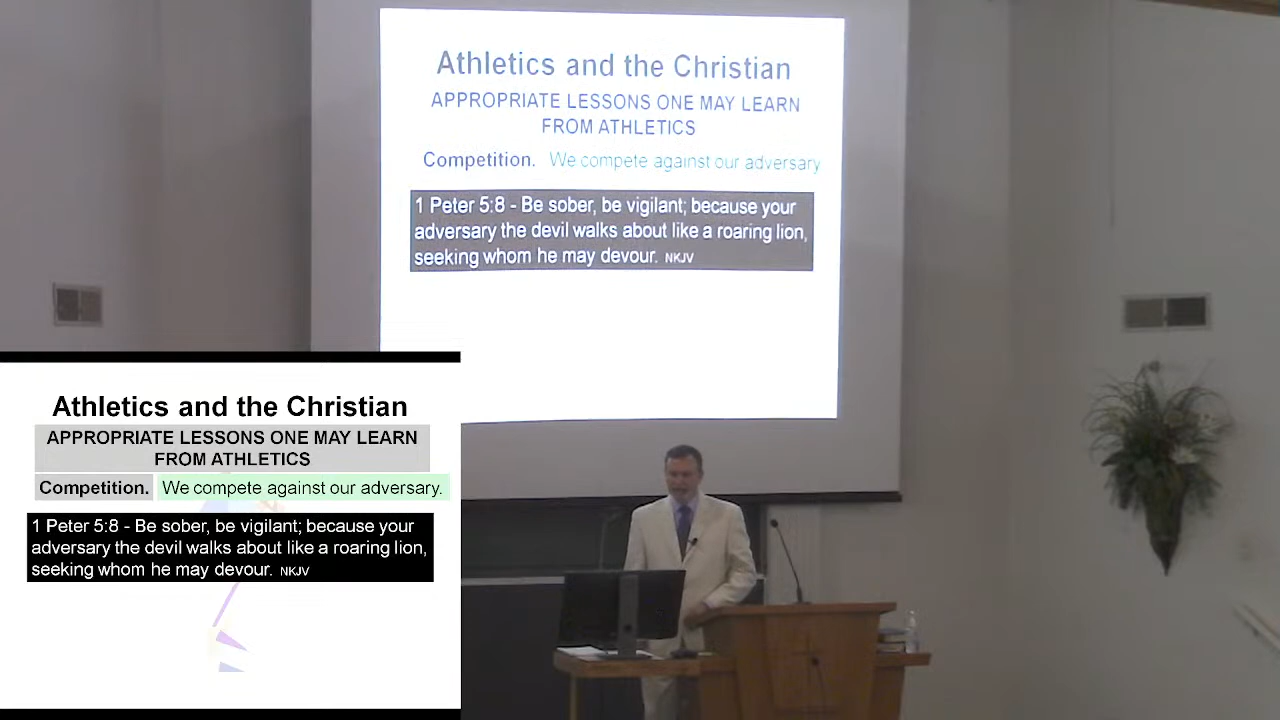 Athletics and the Christian
APPROPRIATE LESSONS ONE MAY LEARN
FROM ATHLETICS
Competition. We compete against our adversary
1 Peter 5:8 - Be sober, be vigilant; because your
adversary the devil walks about like a roaring lion,
seeking whom he may devour. NKJV
Athletics and the Christian
APPROPRIATE LESSONS ONE MAY LEARN
FROM ATHLETICS
Competition. We compete against our adversary.
1 Peter 5:8 - Be sober, be vigilant; because your
adversary the devil walks about like a roaring lion,
seeking whom he may devour. NKJV